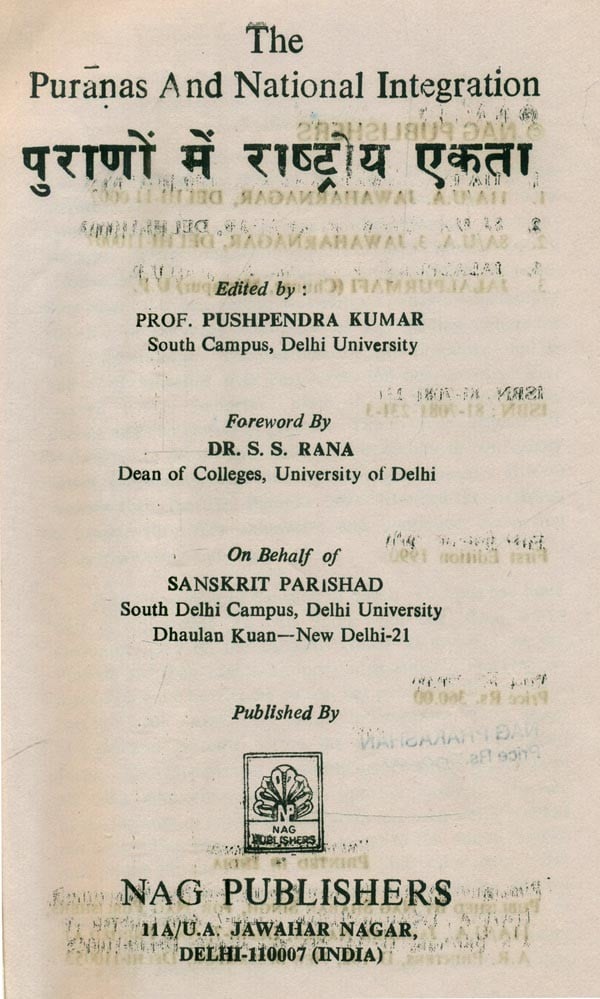 The
Purānas And National Integration
पुराणों में राष्ट्रीय एकता
Edited by :
PROF. PUSHPENDRA KUMAR
South Campus, Delhi University
Foreword By
DR. S. S. RANA
Dean of Colleges, University of Delhi
On Behalf of
SANSKRIT PARISHAD
South Delhi Campus, Delhi University
Dhaulan Kuan—New Delhi-21
Published By
NAG
PUBLISHERS
NAG PUBLISHERS
11A/U.A. JAWAHAR NAGAR,
DELHI-110007 (INDIA)